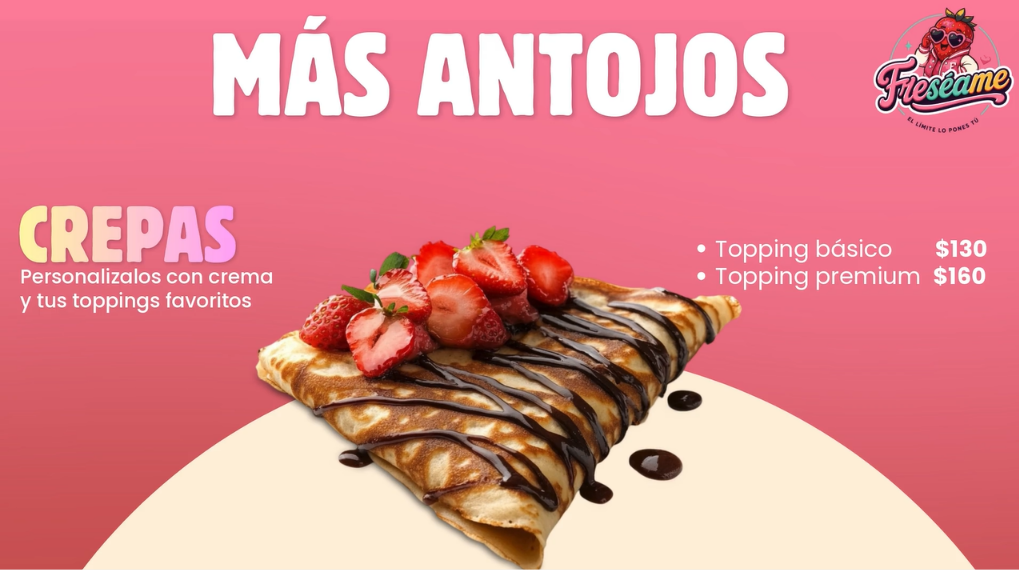 MÁS ANTOJOS
Freséame
EL LÍMITE LO PONES TÚ
CREPAS
Personalizalos con crema
y tus toppings favoritos
• Topping básico $130
• Topping premium $160